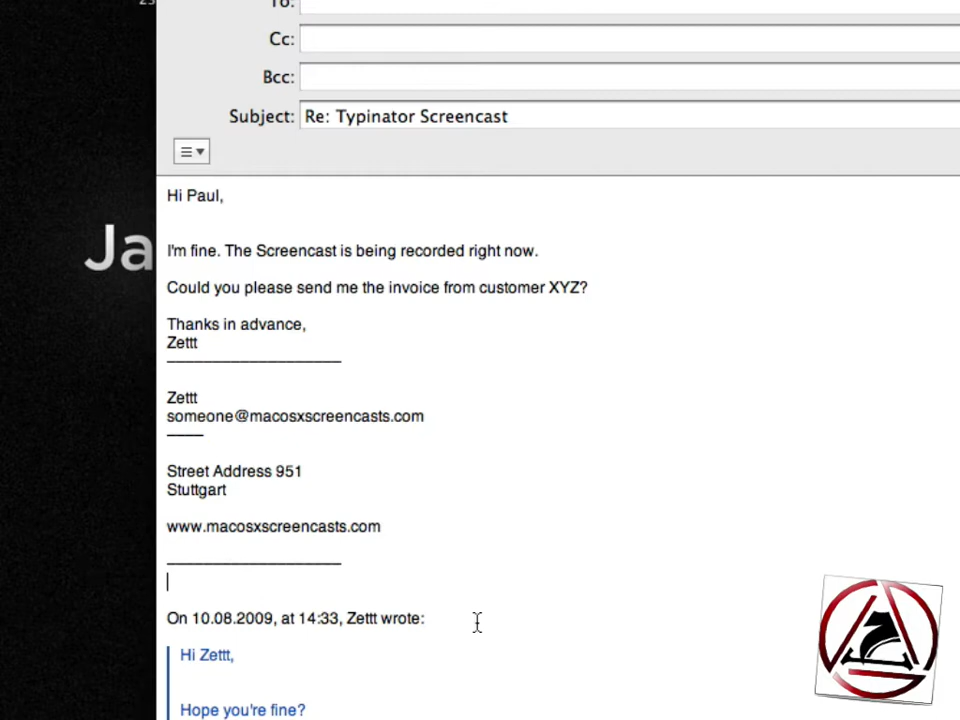 To:
Cc:
Bcc:
Subject: Re: Typinator Screencast
Hi Paul,
Ja
I'm fine. The Screencast is being recorded right now.
Could you please send me the invoice from customer XYZ?
Thanks in advance,
Zettt
Zettt
someone@macosxscreencasts.com
Street Address 951
Stuttgart
www.macosxscreencasts.com
On 10.08.2009, at 14:33, Zettt wrote:
Hi Zettt,
Hope you're fine?